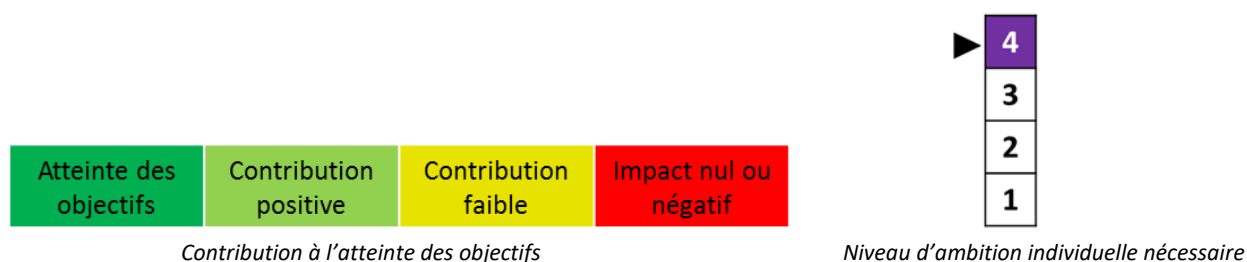 4
3
2
1
Atteinte des
objectifs
Contribution
positive
Contribution
faible
Impact nul ou
négatif
Contribution à l'atteinte des objectifs
Niveau d'ambition individuelle nécessaire